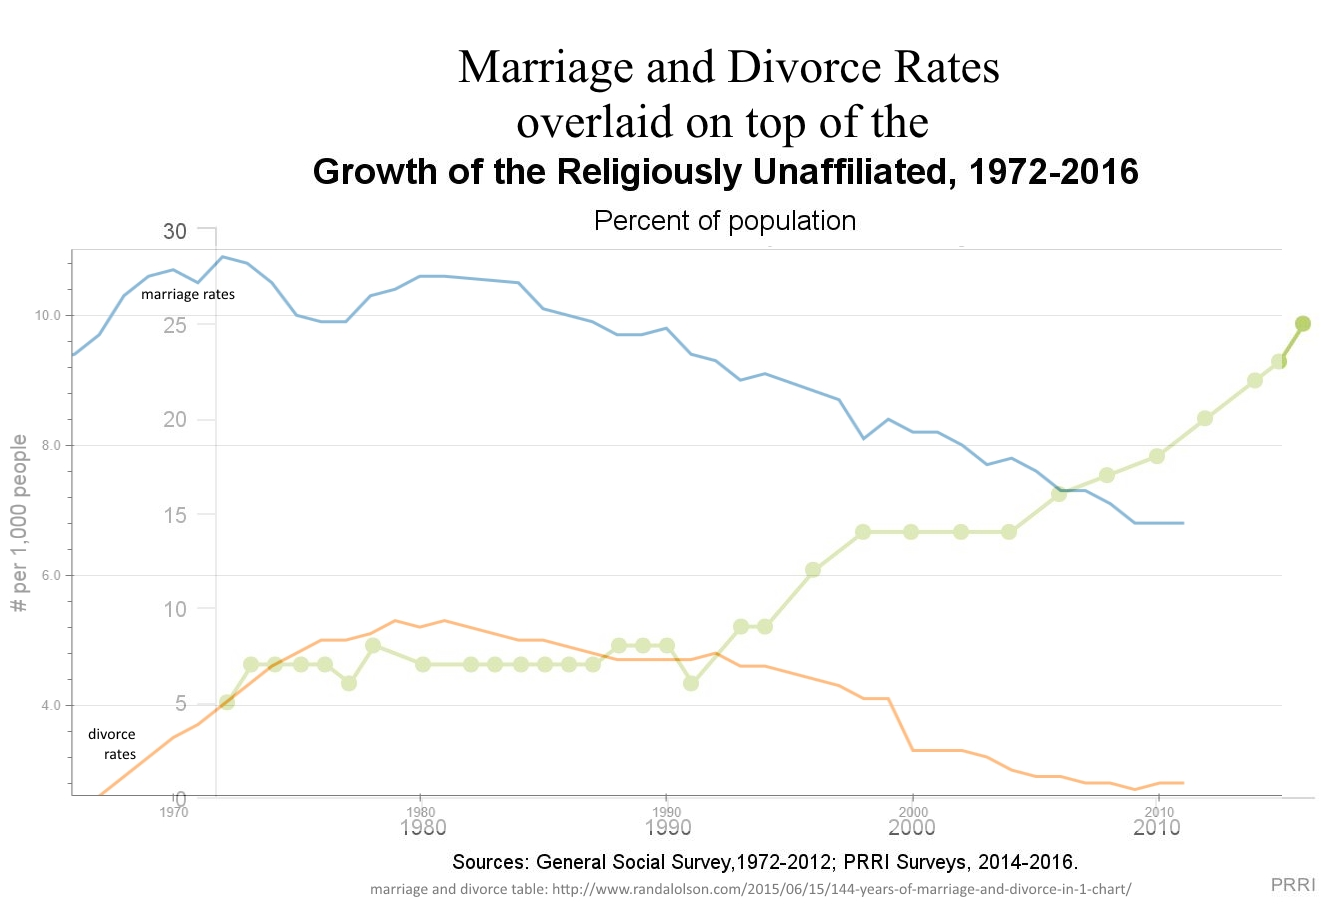 Marriage and Divorce Rates
overlaid on top of the
Growth of the Religiously Unaffiliated, 1972-2016
Percent of population
30
marriage rates
10.0
25
20
8.0
# per 1,000 people
15
6.0
10
4.0
5
divorce
rates
0
1970 1980 1990 2000 2010
1980 1990 2000 2010
Sources: General Social Survey,1972-2012; PRRI Surveys, 2014-2016.
marriage and divorce table: http://www.randalolson.com/2015/06/15/144-years-of-marriage-and-divorce-in-1-chart/
PRRI